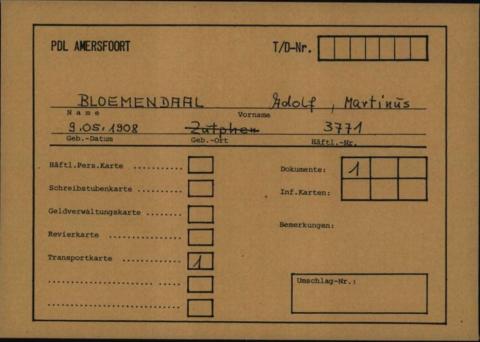 PDL AMERSFOORT T/D-Nr.
BLOEMENDAAL Adolf, Martinus
Name Vorname
9.05.1908 Zutphen 3771
Geb.-Datum Geb.-Ort Häftl.-Nr.
Häftl.Pers.Karte .............. Dokumente: 1
Schreibstubenkarte ........ Inf.Karten:
Geldverwaltungskarte .....
Revierkarte .................. Bemerkungen:
Transportkarte .............. 1
Umschlag-Nr.: